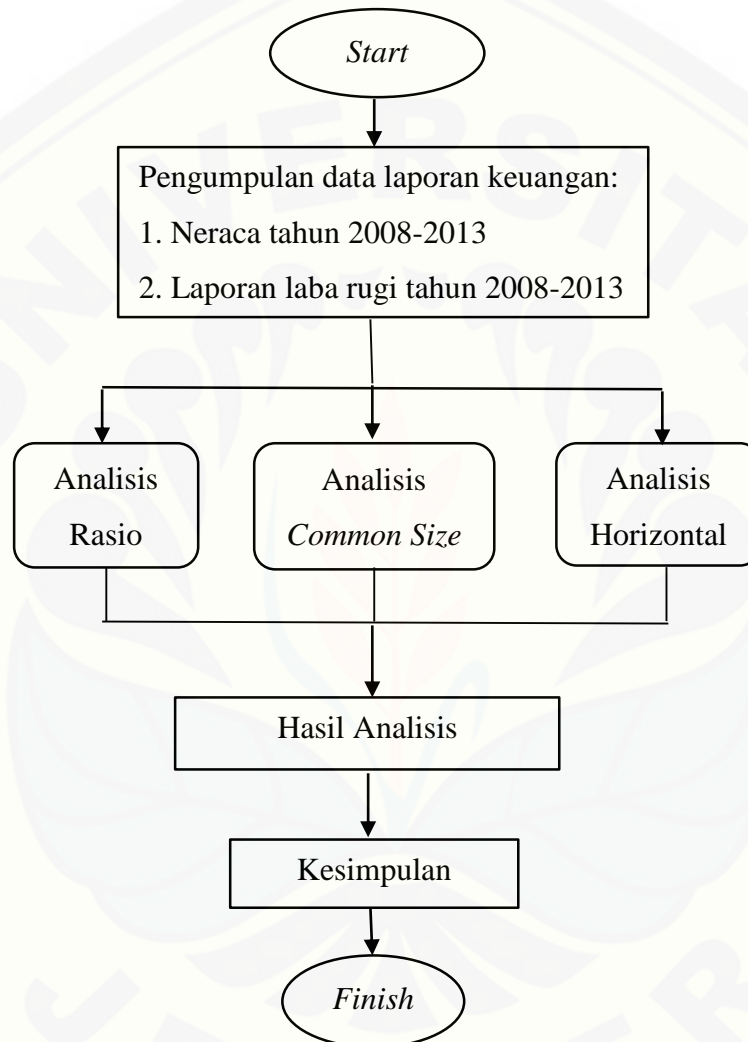 Start
Pengumpulan data laporan keuangan:
1. Neraca tahun 2008-2013
2. Laporan laba rugi tahun 2008-2013
Analisis
Rasio
Analisis
Common Size
Analisis
Horizontal
Hasil Analisis
Kesimpulan
Finish